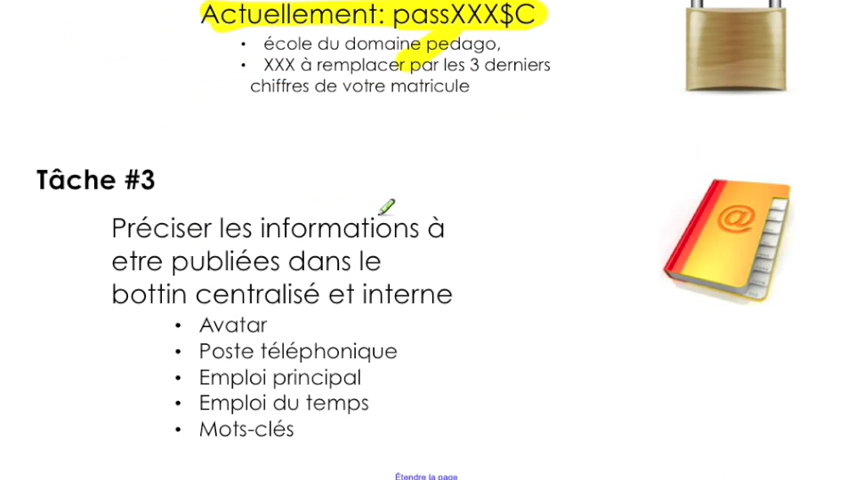 Actuellement: passXXX$C
• école du domaine pedago,
• XXX à remplacer par les 3 derniers
chiffres de votre matricule
Tâche #3
Préciser les informations à
etre publiées dans le
bottin centralisé et interne
• Avatar
• Poste téléphonique
• Emploi principal
• Emploi du temps
• Mots-clés
@
Étendre la page